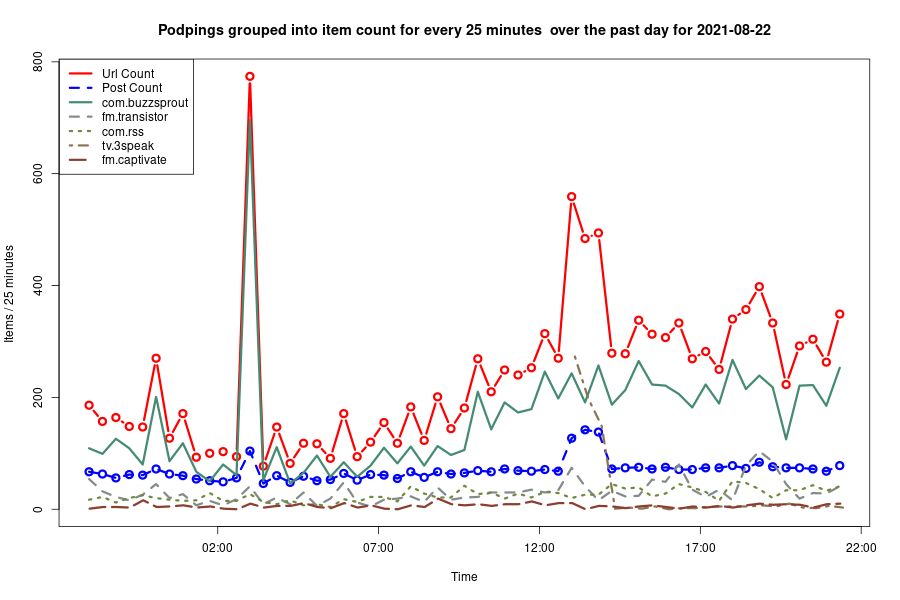 Podpings grouped into item count for every 25 minutes  over the past day for 2021-08-22
Url Count
Post Count
com.buzzsprout
fm.transistor
com.rss
tv.3speak
fm.captivate
800
600
400
200
0
Items / 25 minutes
02:00
07:00
12:00
17:00
22:00
Time